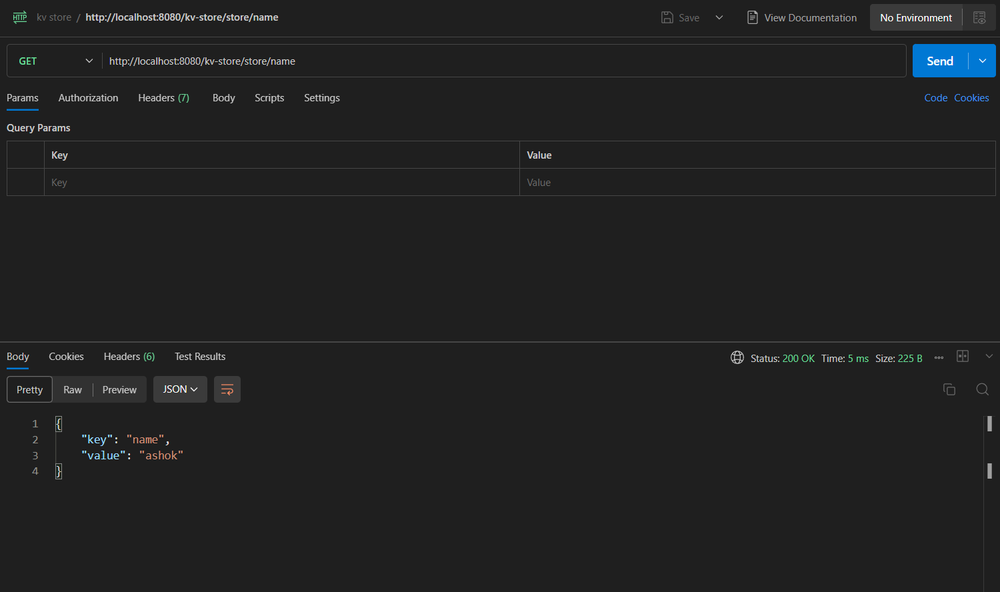 HTTP kv store / http://localhost:8080/kv-store/store/name Save View Documentation No Environment
GET http://localhost:8080/kv-store/store/name Send
Params Authorization Headers (7) Body Scripts Settings Code Cookies
Query Params
Key Value
Key Value
Body Cookies Headers (6) Test Results Status: 200 OK Time: 5 ms Size: 225 B
Pretty Raw Preview JSON
1 {
2 "key": "name",
3 "value": "ashok"
4 }